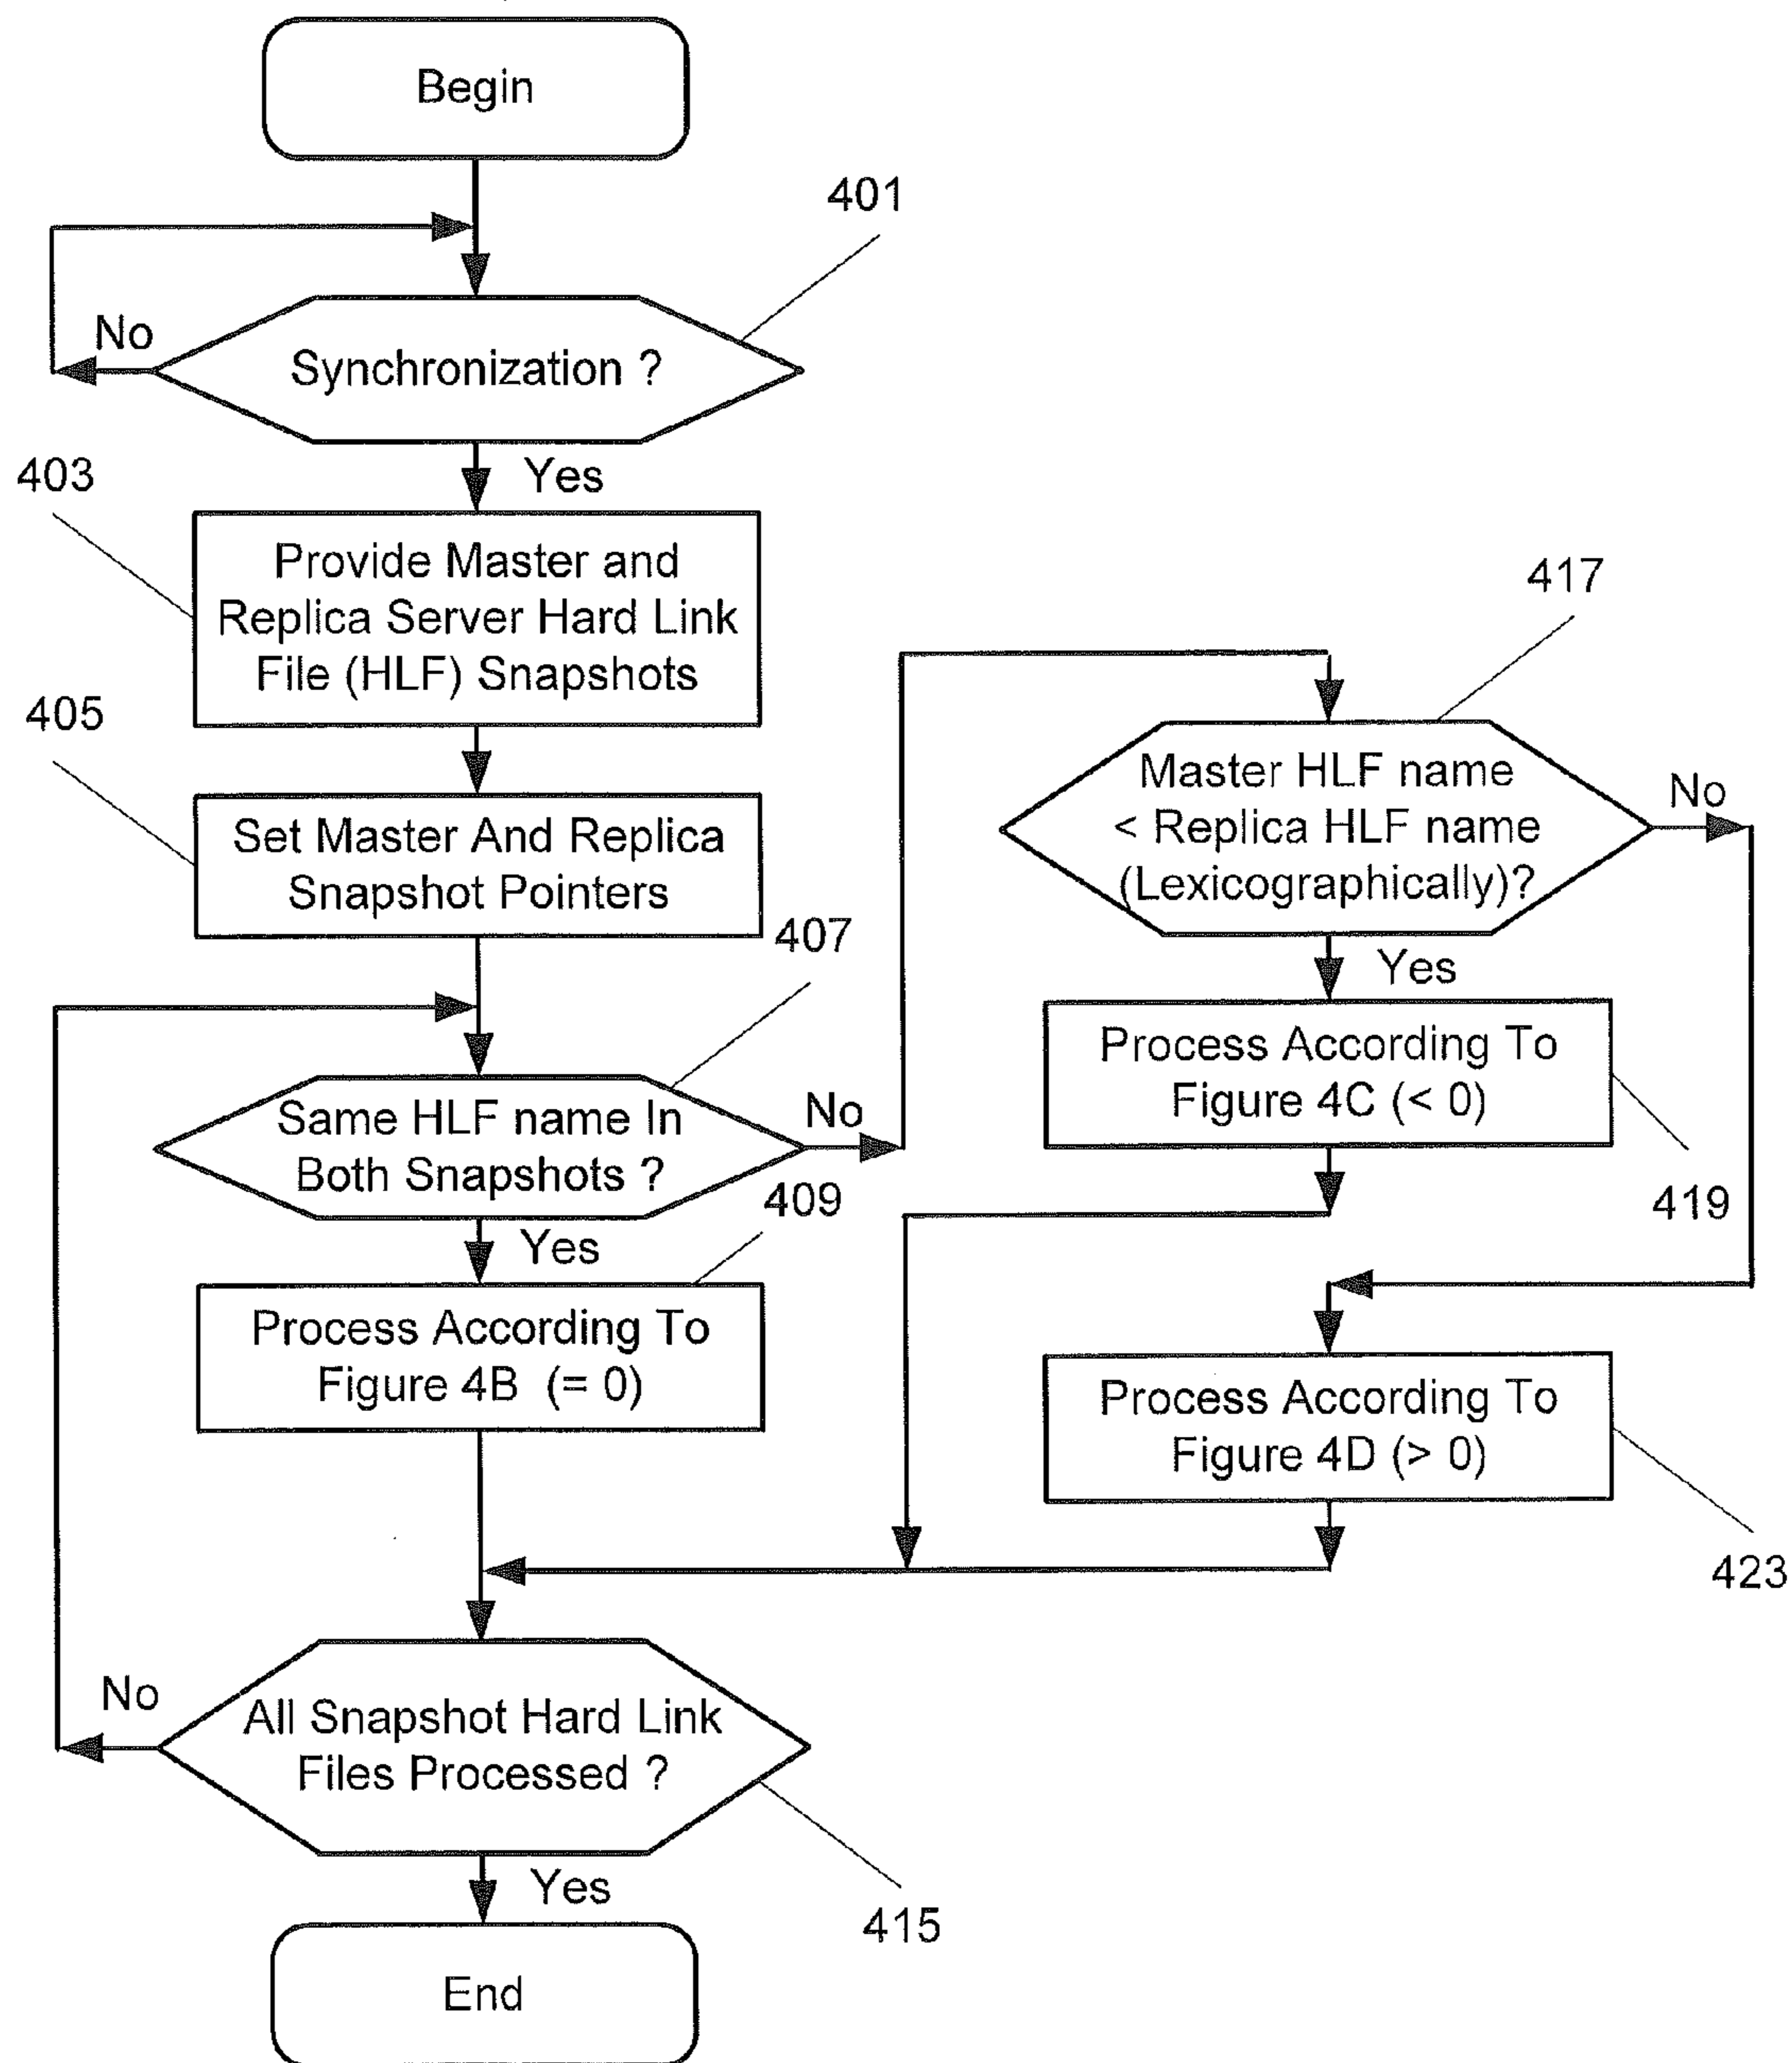 Begin
401
No
Synchronization ?
Yes
403
Provide Master and
Replica Server Hard Link
File (HLF) Snapshots
405
Set Master And Replica
Snapshot Pointers
407
Same HLF name In
Both Snapshots ?
No
409
Yes
Process According To
Figure 4B (= 0)
417
Master HLF name
< Replica HLF name
(Lexicographically)?
No
Yes
Process According To
Figure 4C (< 0)
419
Process According To
Figure 4D (> 0)
423
No
All Snapshot Hard Link
Files Processed ?
Yes
415
End